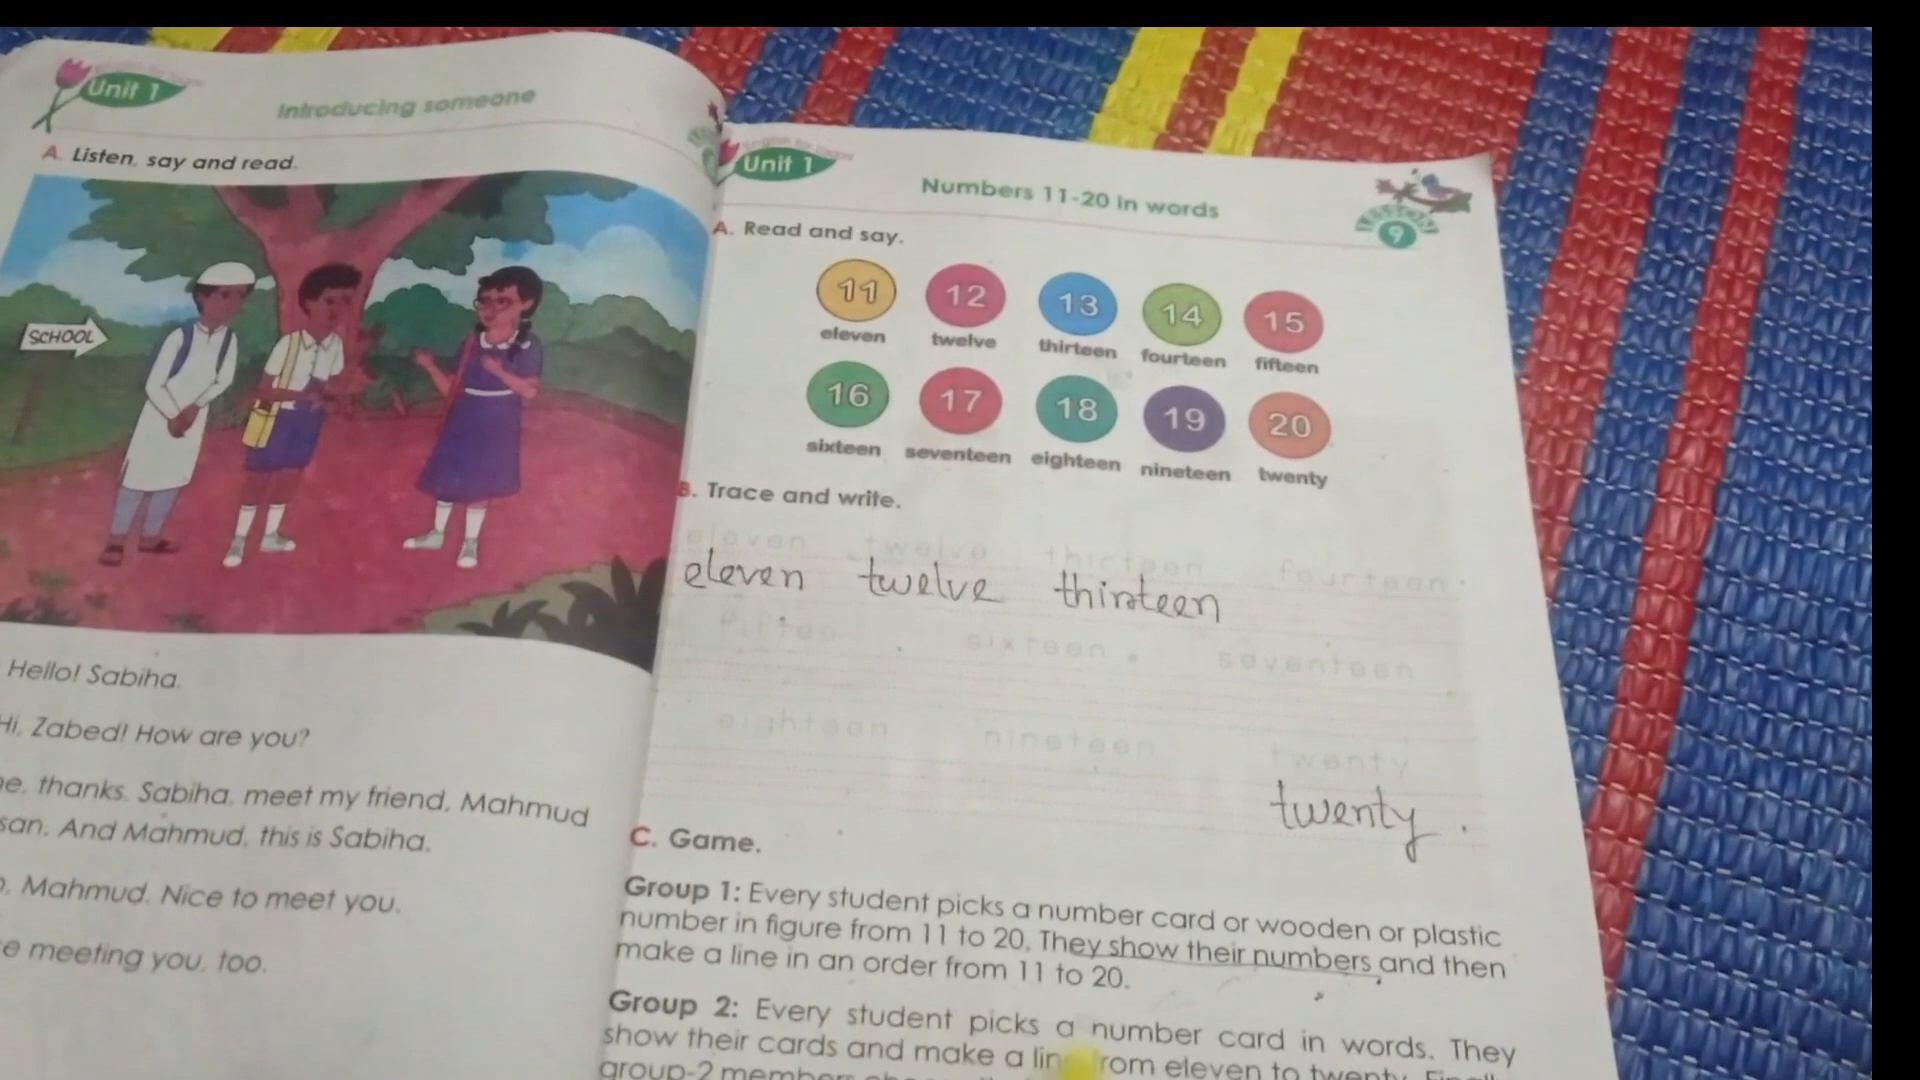 Unit 1
Introducing someone
A. Listen, say and read.
SCHOOL
Hello! Sabiha.
Hi, Zabed! How are you?
thanks. Sabiha, meet my friend, Mahmud
san. And Mahmud, this is Sabiha.
Mahmud. Nice to meet you.
meeting you, too.
Unit 1
Numbers 11-20 in words
LESSON
9
A. Read and say.
11 12 13 14 15
eleven twelve thirteen fourteen fifteen
16 17 18 19 20
sixteen seventeen eighteen nineteen twenty
B. Trace and write.
eleven twelve thirteen fourteen
eleven twelve thirteen
sixteen seventeen
eighteen nineteen twenty
twenty.
C. Game.
Group 1: Every student picks a number card or wooden or plastic
number in figure from 11 to 20. They show their numbers and then
make a line in an order from 11 to 20.
Group 2: Every student picks a number card in words. They
show their cards and make a line from eleven to twenty.
group-2